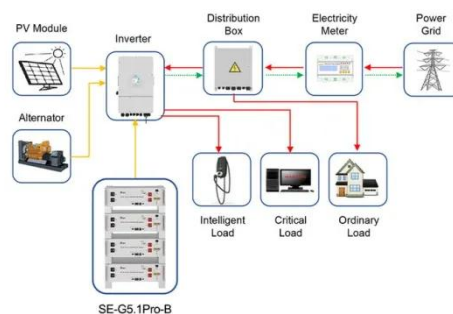 PV Module
Inverter
Distribution
Box
Electricity
Meter
Power
Grid
Alternator
Intelligent
Load
Critical
Load
Ordinary
Load
SE-G5.1Pro-B